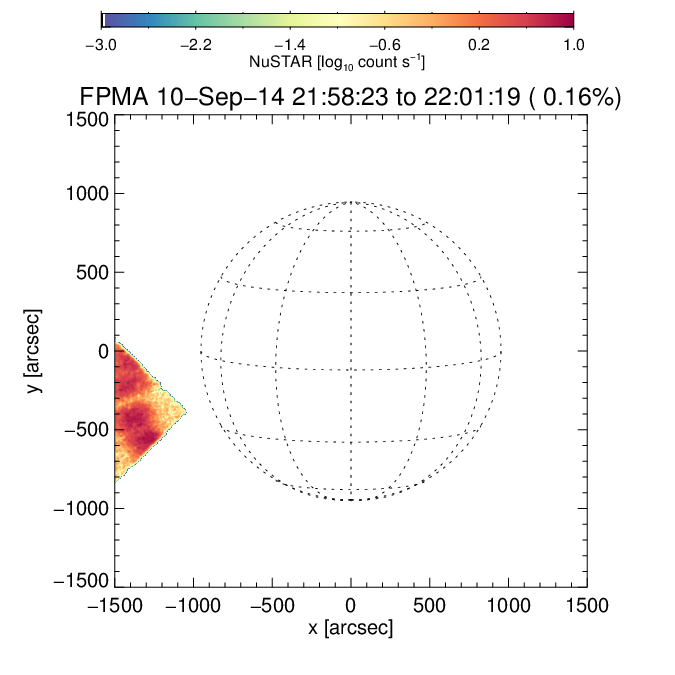 −3.0 −2.2 −1.4 −0.6 0.2 1.0
NuSTAR [log₁₀ count s⁻¹]
FPMA 10−Sep−14 21:58:23 to 22:01:19 ( 0.16%)
1500
1000
500
0
−500
−1000
−1500
y [arcsec]
−1500 −1000 −500 0 500 1000 1500
x [arcsec]